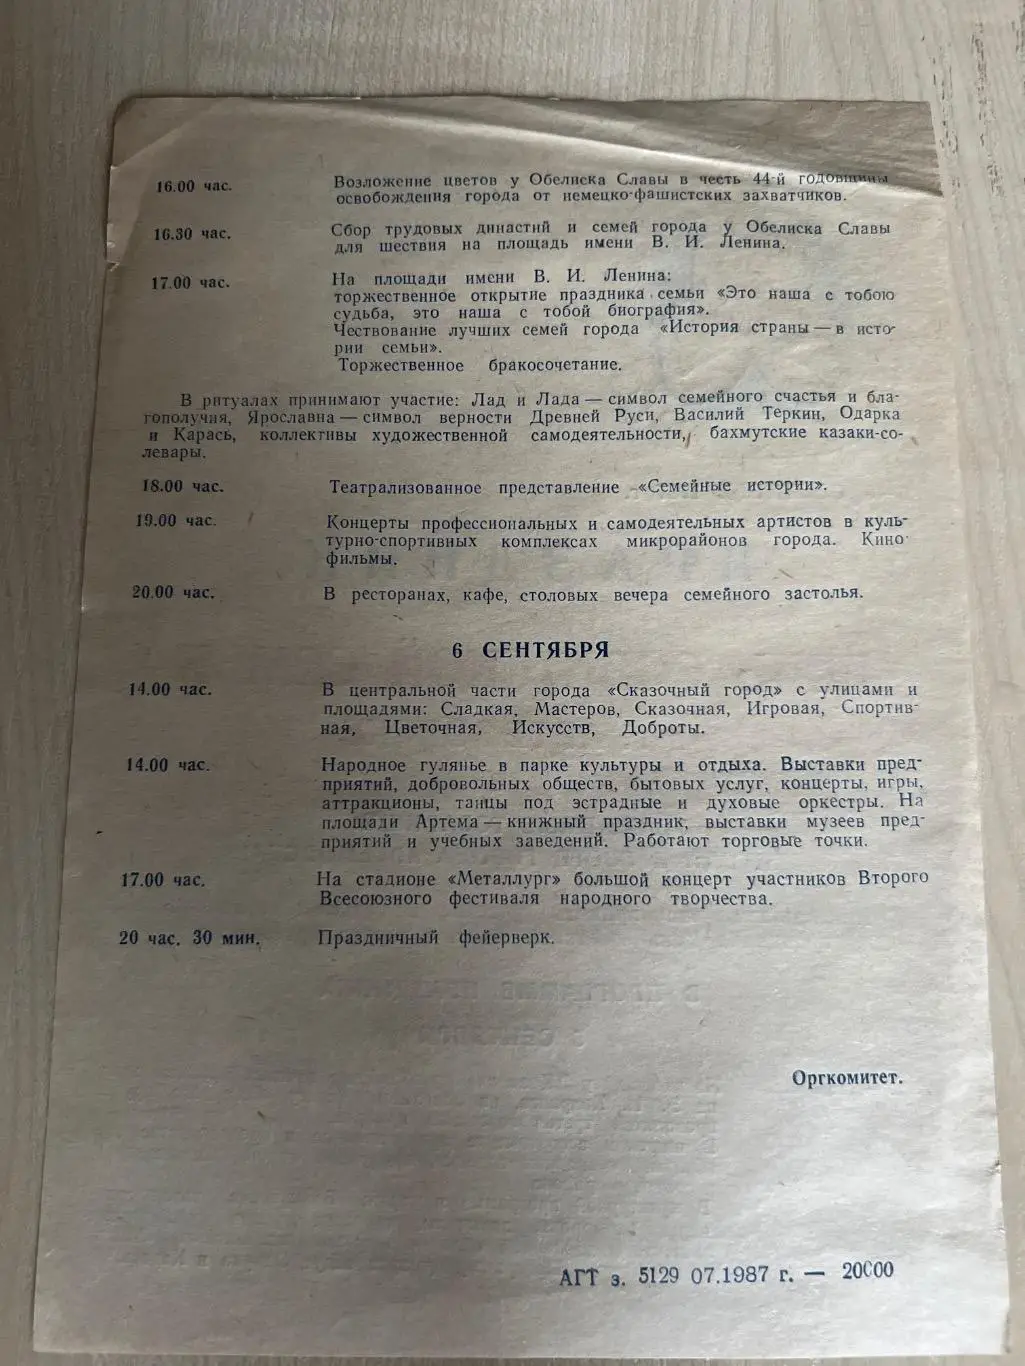 16.00 час. Возложение цветов у Обелиска Славы в честь 44-й годовщины
освобождения города от немецко-фашистских захватчиков.
16.30 час. Сбор трудовых династий и семей города у Обелиска Славы
для шествия на площадь имени В. И. Ленина.
17.00 час. На площади имени В. И. Ленина:
торжественное открытие праздника семьи «Это наша с тобою
судьба, это наша с тобой биография».
Чествование лучших семей города «История страны — в исто-
рии семьи».
Торжественное бракосочетание.
В ритуалах принимают участие: Лад и Лада — символ семейного счастья и бла-
гополучия, Ярославна — символ верности Древней Руси, Василий Теркин, Одарка
и Карась, коллективы художественной самодеятельности, бахмутские казаки-со-
левары.
18.00 час. Театрализованное представление «Семейные истории».
19.00 час. Концерты профессиональных и самодеятельных артистов в куль-
турно-спортивных комплексах микрорайонов города. Кино-
фильмы.
20.00 час. В ресторанах, кафе, столовых вечера семейного застолья.
6 СЕНТЯБРЯ
14.00 час. В центральной части города «Сказочный город» с улицами и
площадями: Сладкая, Мастеров, Сказочная, Игровая, Спортив-
ная, Цветочная, Искусств, Доброты.
14.00 час. Народное гулянье в парке культуры и отдыха. Выставки пред-
приятий, добровольных обществ, бытовых услуг, концерты, игры,
аттракционы, танцы под эстрадные и духовые оркестры. На
площади Артема — книжный праздник, выставки музеев пред-
приятий и учебных заведений. Работают торговые точки.
17.00 час. На стадионе «Металлург» большой концерт участников Второго
Всесоюзного фестиваля народного творчества.
20 час. 30 мин. Праздничный фейерверк.
Оргкомитет.
АГТ з. 5129 07.1987 г. — 20000